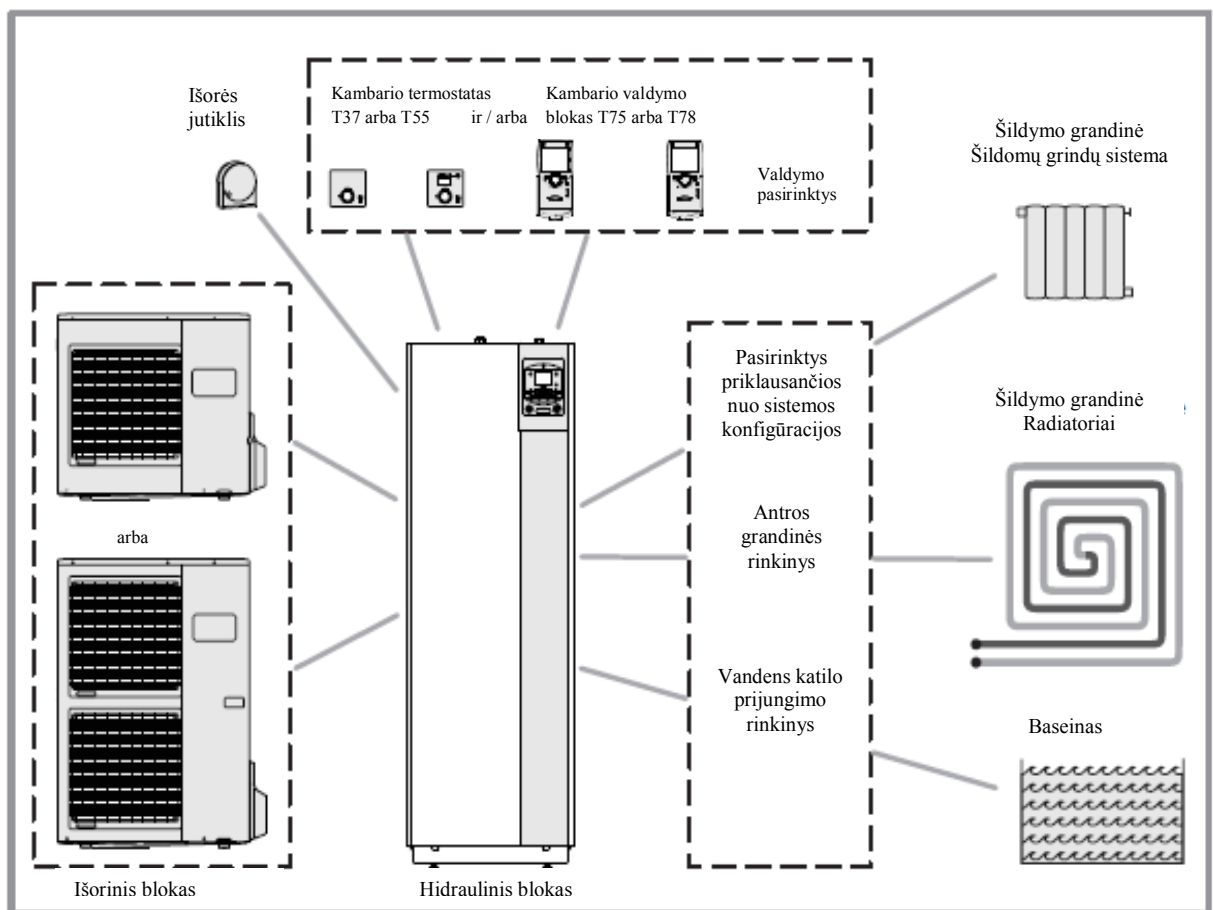 Išorės
jutiklis
Kambario termostatas
T37 arba T55
ir / arba
Kambario valdymo
blokas T75 arba T78
Valdymo
pasirinktys
Šildymo grandinė
Šildomų grindų sistema
arba
Pasirinktys
priklausančios
nuo sistemos
konfigūracijos
Antros
grandinės
rinkinys
Vandens katilo
prijungimo
rinkinys
Šildymo grandinė
Radiatoriai
Baseinas
Išorinis blokas
Hidraulinis blokas